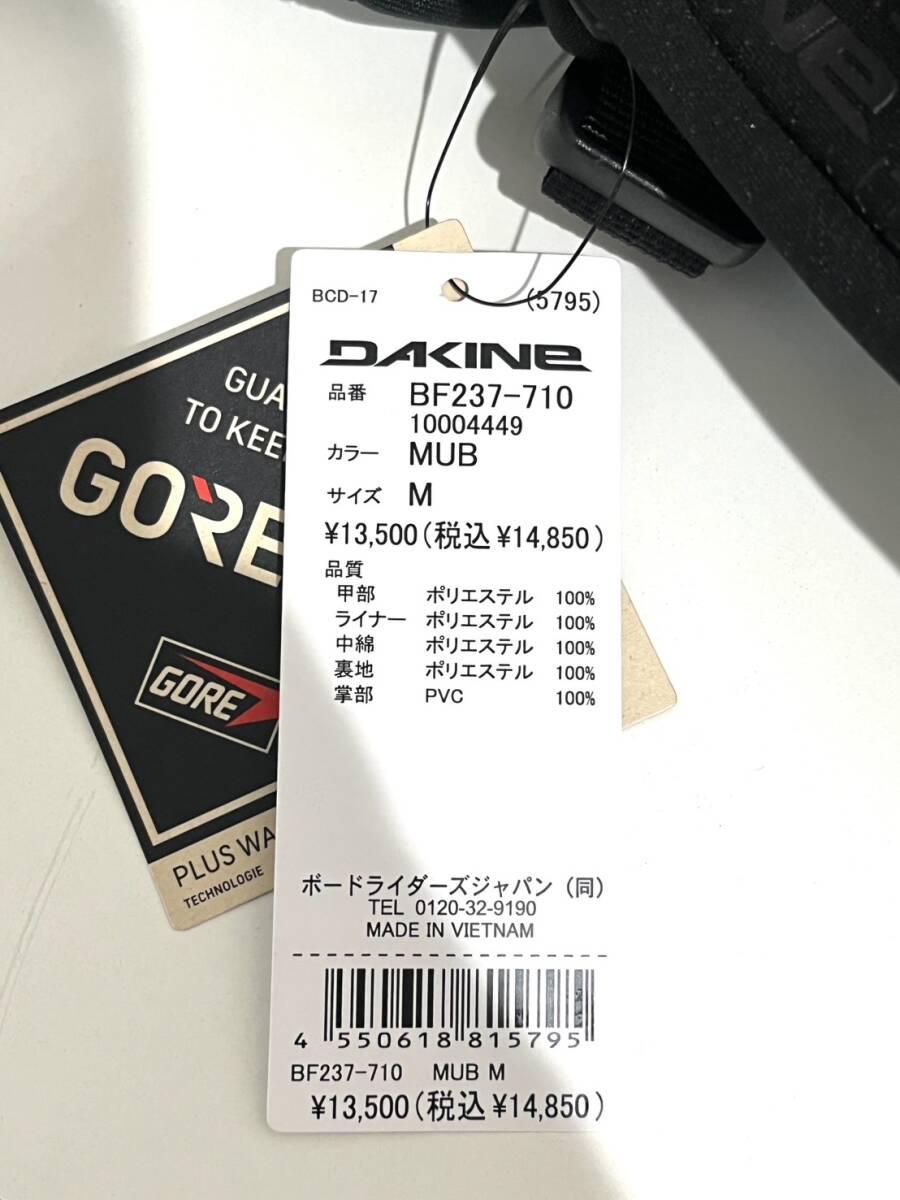 BCD-17 (5795)
DAKINE
品番 BF237-710
10004449
カラー MUB
サイズ M
¥13,500(税込¥14,850)
品質
甲部 ポリエステル 100%
ライナー ポリエステル 100%
中綿 ポリエステル 100%
裏地 ポリエステル 100%
掌部 PVC 100%
ボードライダーズジャパン(同)
TEL 0120-32-9190
MADE IN VIETNAM
4 550618 815795
BF237-710 MUB M
¥13,500(税込¥14,850)
TO
GORE
GORE
PLUS
TECHNOLOGIE